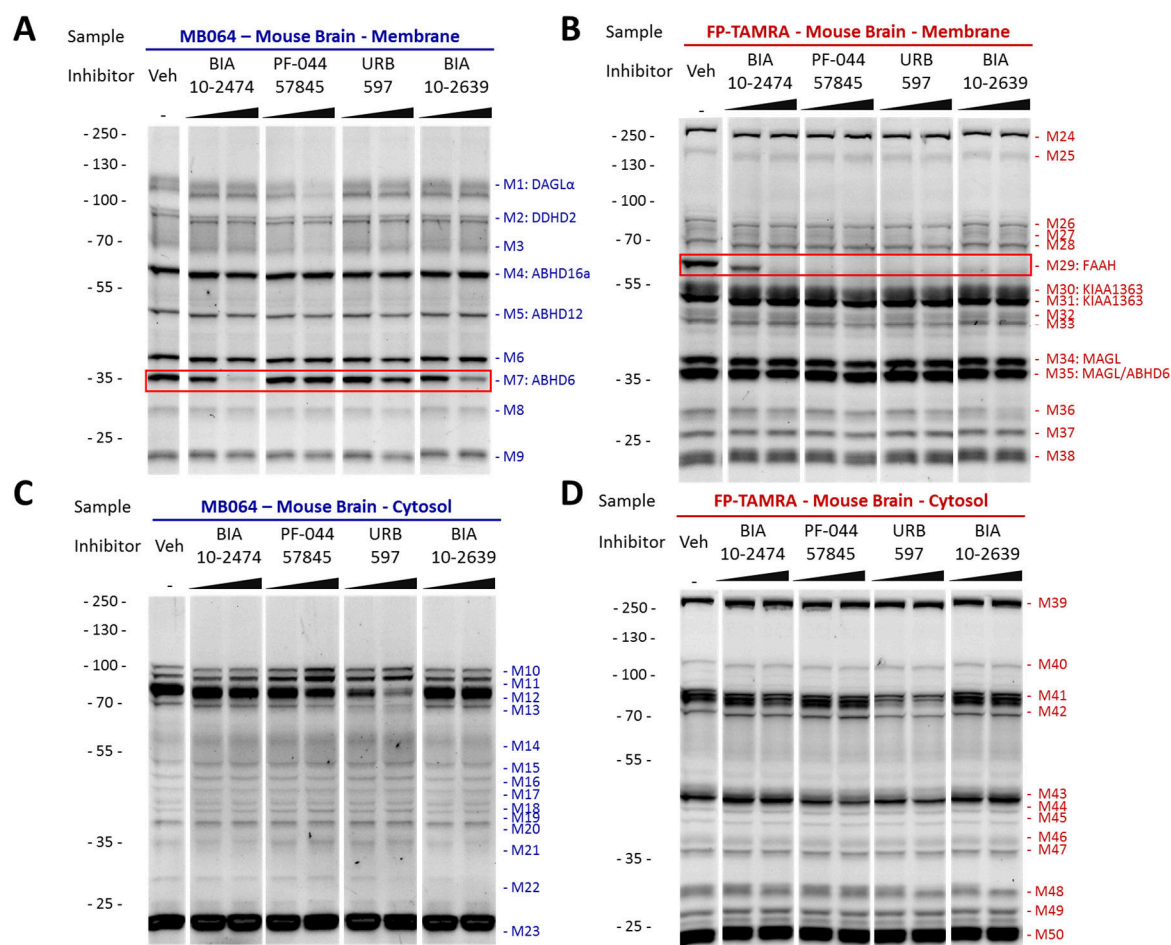 A
Sample
MB064 – Mouse Brain - Membrane
Inhibitor
Veh
BIA
10-2474
PF-044
57845
URB
597
BIA
10-2639
-
- 250 -
- 130 -
- 100 -
- 70 -
- 55 -
- 35 -
- 25 -
- M1: DAGLα
- M2: DDHD2
- M3
- M4: ABHD16a
- M5: ABHD12
- M6
- M7: ABHD6
- M8
- M9
B
Sample
FP-TAMRA - Mouse Brain - Membrane
Inhibitor
Veh
BIA
10-2474
PF-044
57845
URB
597
BIA
10-2639
-
- 250 -
- 130 -
- 100 -
- 70 -
- 55 -
- 35 -
- 25 -
- M24
- M25
- M26
- M27
- M28
- M29: FAAH
- M30: KIAA1363
- M31: KIAA1363
- M32
- M33
- M34: MAGL
- M35: MAGL/ABHD6
- M36
- M37
- M38
C
Sample
MB064 – Mouse Brain - Cytosol
Inhibitor
Veh
BIA
10-2474
PF-044
57845
URB
597
BIA
10-2639
-
- 250 -
- 130 -
- 100 -
- 70 -
- 55 -
- 35 -
- 25 -
- M10
- M11
- M12
- M13
- M14
- M15
- M16
- M17
- M18
- M19
- M20
- M21
- M22
- M23
D
Sample
FP-TAMRA - Mouse Brain - Cytosol
Inhibitor
Veh
BIA
10-2474
PF-044
57845
URB
597
BIA
10-2639
-
- 250 -
- 130 -
- 100 -
- 70 -
- 55 -
- 35 -
- 25 -
- M39
- M40
- M41
- M42
- M43
- M44
- M45
- M46
- M47
- M48
- M49
- M50